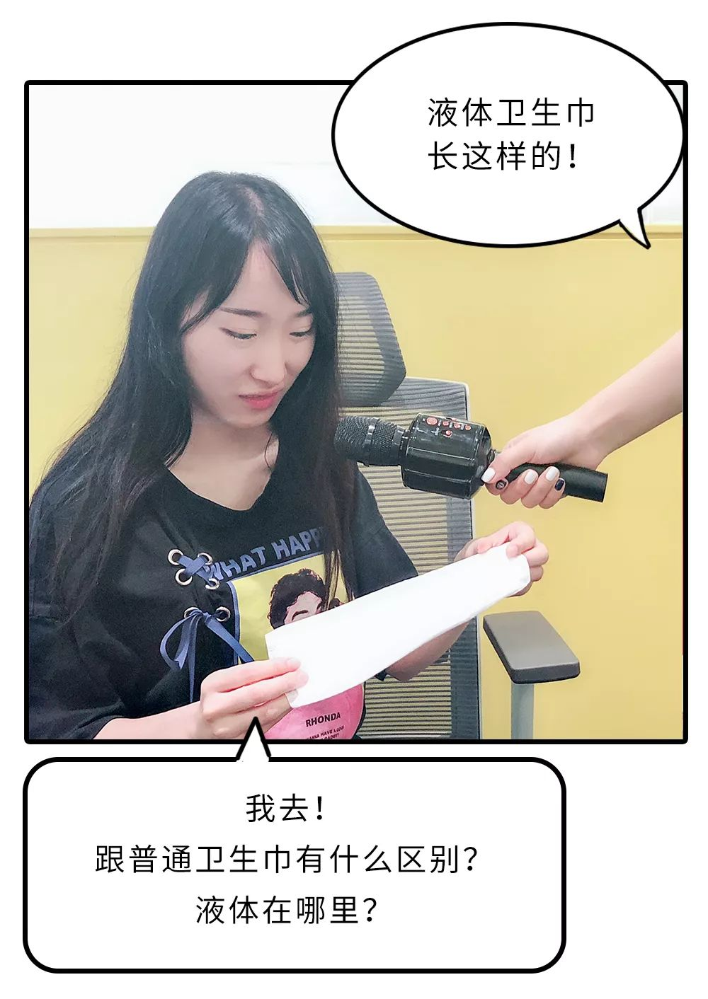 液体卫生巾
长这样的！
WHAT HAPP
RHONDA
我去！
跟普通卫生巾有什么区别？
液体在哪里？